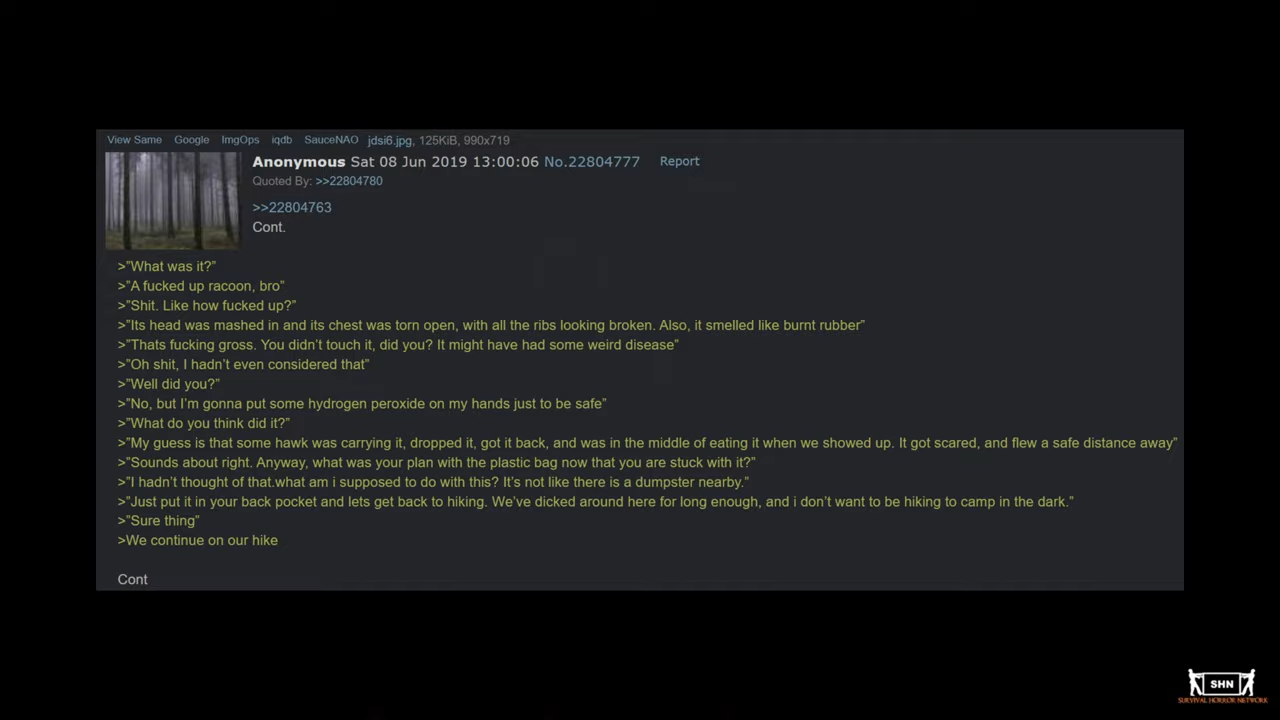 View Same Google ImgOps iqdb SauceNAO jdsi6.jpg, 125KiB, 990x719
Anonymous Sat 08 Jun 2019 13:00:06 No.22804777 Report
Quoted By: >>22804780
>>22804763
Cont.
>"What was it?"
>"A fucked up racoon, bro"
>"Shit. Like how fucked up?"
>"Its head was mashed in and its chest was torn open, with all the ribs looking broken. Also, it smelled like burnt rubber"
>"Thats fucking gross. You didn't touch it, did you? It might have had some weird disease"
>"Oh shit, I hadn't even considered that"
>"Well did you?"
>"No, but I'm gonna put some hydrogen peroxide on my hands just to be safe"
>"What do you think did it?"
>"My guess is that some hawk was carrying it, dropped it, got it back, and was in the middle of eating it when we showed up. It got scared, and flew a safe distance away"
>"Sounds about right. Anyway, what was your plan with the plastic bag now that you are stuck with it?"
>"I hadn't thought of that.what am i supposed to do with this? It's not like there is a dumpster nearby."
>"Just put it in your back pocket and lets get back to hiking. We've dicked around here for long enough, and i don't want to be hiking to camp in the dark."
>"Sure thing"
>We continue on our hike
Cont
SHN
SURVIVAL HORROR NETWORK